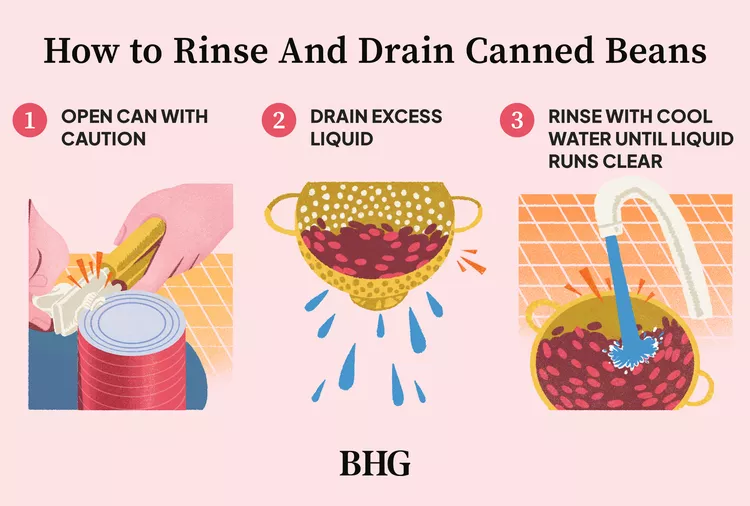 How to Rinse And Drain Canned Beans
1
OPEN CAN WITH
CAUTION
2
DRAIN EXCESS
LIQUID
3
RINSE WITH COOL
WATER UNTIL LIQUID
RUNS CLEAR
BHG